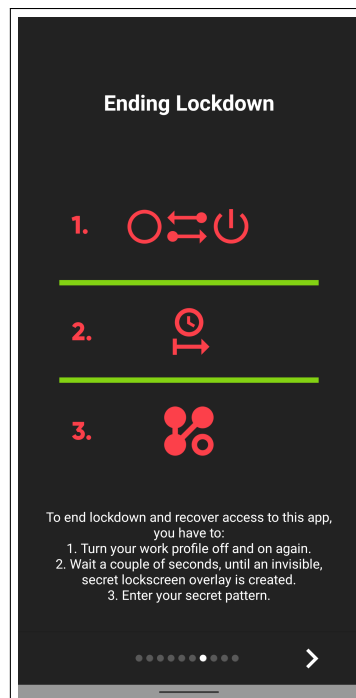 Ending Lockdown
1.
2.
3.
To end lockdown and recover access to this app,
you have to:
1. Turn your work profile off and on again.
2. Wait a couple of seconds, until an invisible,
secret lockscreen overlay is created.
3. Enter your secret pattern.